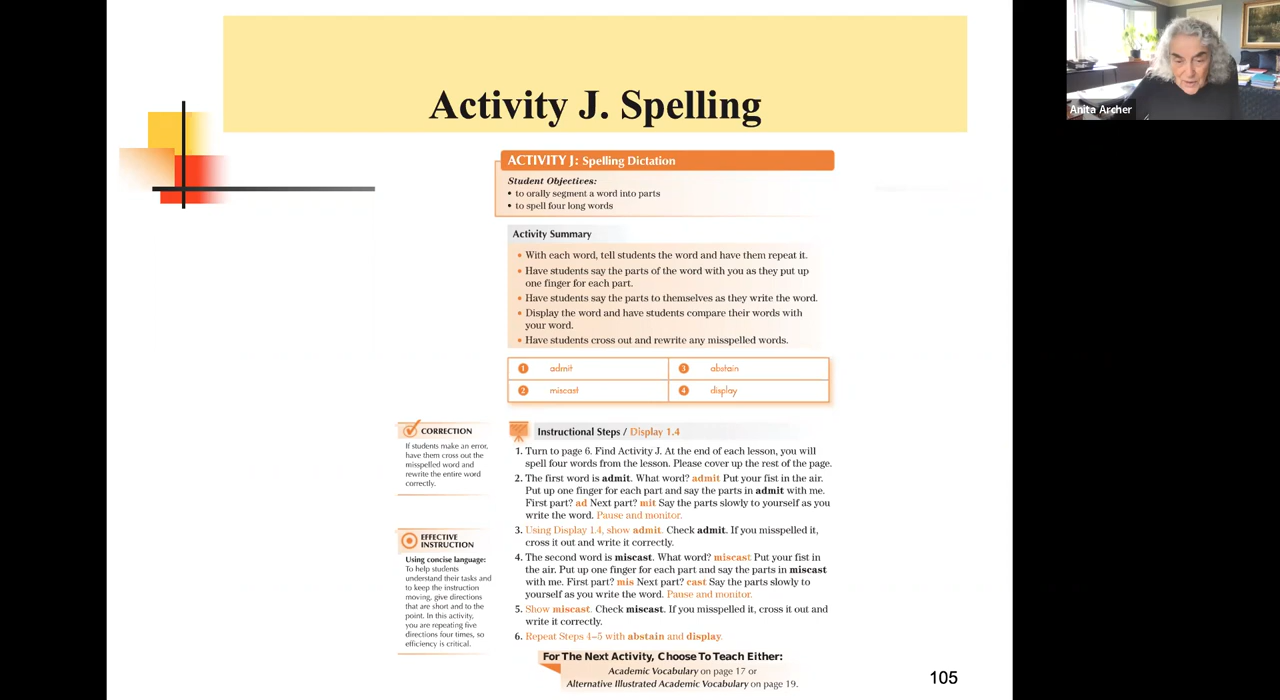 Activity J. Spelling
Anita Archer
ACTIVITY J: Spelling Dictation
Student Objectives:
• to orally segment a word into parts
• to spell four long words
Activity Summary
• With each word, tell students the word and have them repeat it.
• Have students say the parts of the word with you as they put up
one finger for each part.
• Have students say the parts to themselves as they write the word.
• Display the word and have students compare their words with
your word.
• Have students cross out and rewrite any misspelled words.
1 admit
3 abstain
2 miscast
4 display
CORRECTION
If students make an error,
have them cross out the
misspelled word and
rewrite the entire word
correctly.
EFFECTIVE
INSTRUCTION
Using concise language:
To help students
understand their tasks and
to keep the instruction
moving, give directions
that are short and to the
point. In this activity,
you are repeating five
directions four times, so
efficiency is critical.
Instructional Steps / Display 1.4
1. Turn to page 6. Find Activity J. At the end of each lesson, you will
spell four words from the lesson. Please cover up the rest of the page.
2. The first word is admit. What word? admit Put your fist in the air.
Put up one finger for each part and say the parts in admit with me.
First part? ad Next part? mit Say the parts slowly to yourself as you
write the word. Pause and monitor.
3. Using Display 1.4, show admit. Check admit. If you misspelled it,
cross it out and write it correctly.
4. The second word is miscast. What word? miscast Put your fist in
the air. Put up one finger for each part and say the parts in miscast
with me. First part? mis Next part? cast Say the parts slowly to
yourself as you write the word. Pause and monitor.
5. Show miscast. Check miscast. If you misspelled it, cross it out and
write it correctly.
6. Repeat Steps 4–5 with abstain and display.
For The Next Activity, Choose To Teach Either:
Academic Vocabulary on page 17 or
Alternative Illustrated Academic Vocabulary on page 19.
105